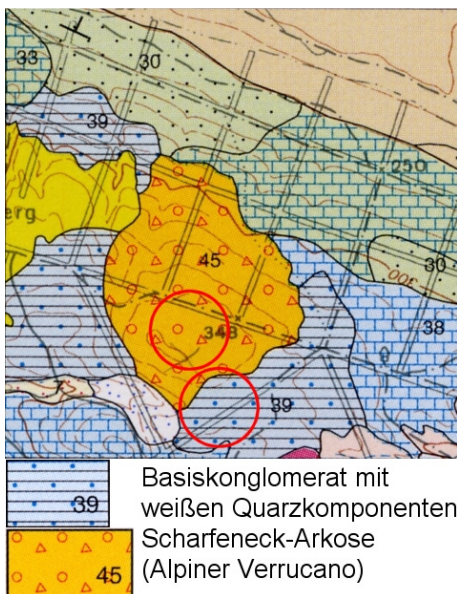 33
30
39
250
erg
45
30
300
348
38
39
39
Basiskonglomerat mit
weißen Quarzkomponenten
Scharfeneck-Arkose
45
(Alpiner Verrucano)